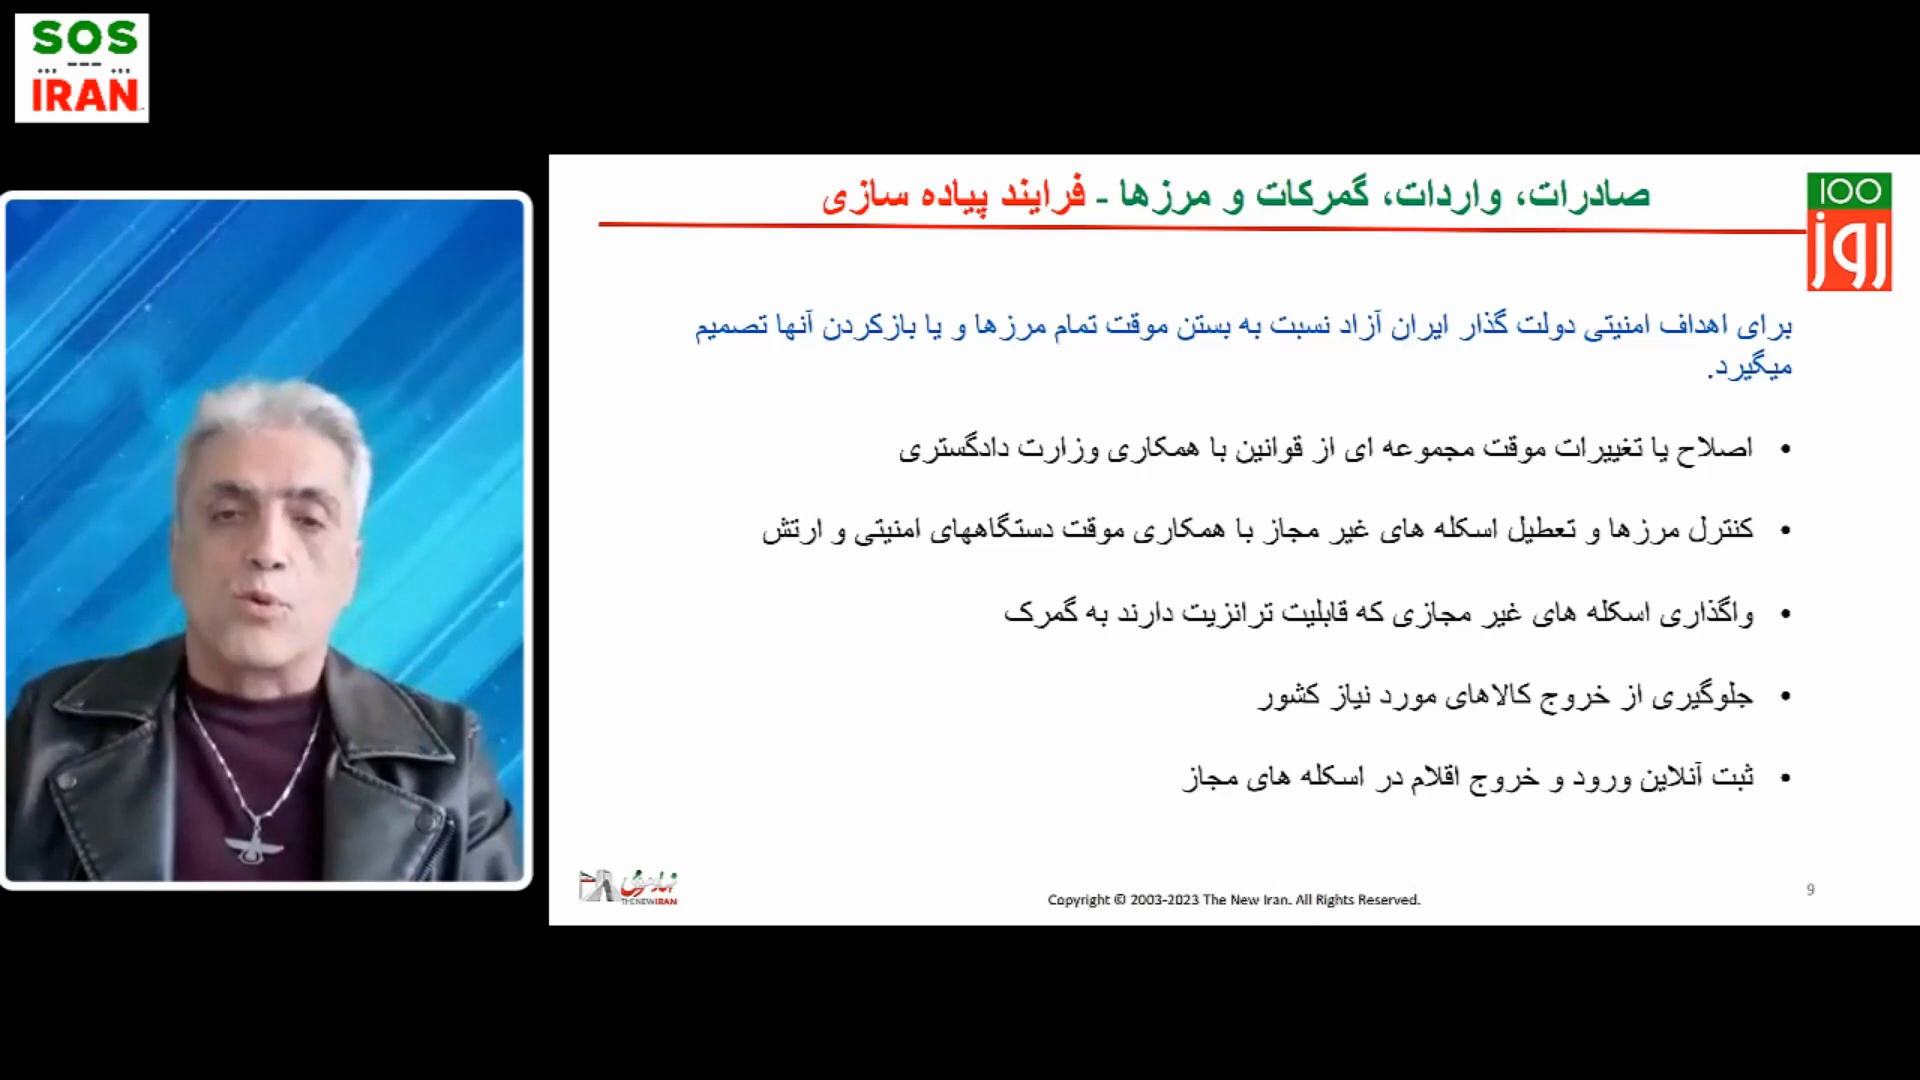 SOS
IRAN
صادرات، واردات، گمرکات و مرزها - فرایند پیاده سازی
100
روز
برای اهداف امنیتی دولت گذار ایران آزاد نسبت به بستن موقت تمام مرزها و یا بازکردن آنها تصمیم
میگیرد.
• اصلاح یا تغییرات موقت مجموعه ای از قوانین با همکاری وزارت دادگستری
• کنترل مرزها و تعطیل اسکله های غیر مجاز با همکاری موقت دستگاههای امنیتی و ارتش
• واگذاری اسکله های غیر مجازی که قابلیت ترانزیت دارند به گمرک
• جلوگیری از خروج کالاهای مورد نیاز کشور
• ثبت آنلاین ورود و خروج اقلام در اسکله های مجاز
THE NEW IRAN
Copyright © 2003-2023 The New Iran. All Rights Reserved.
9